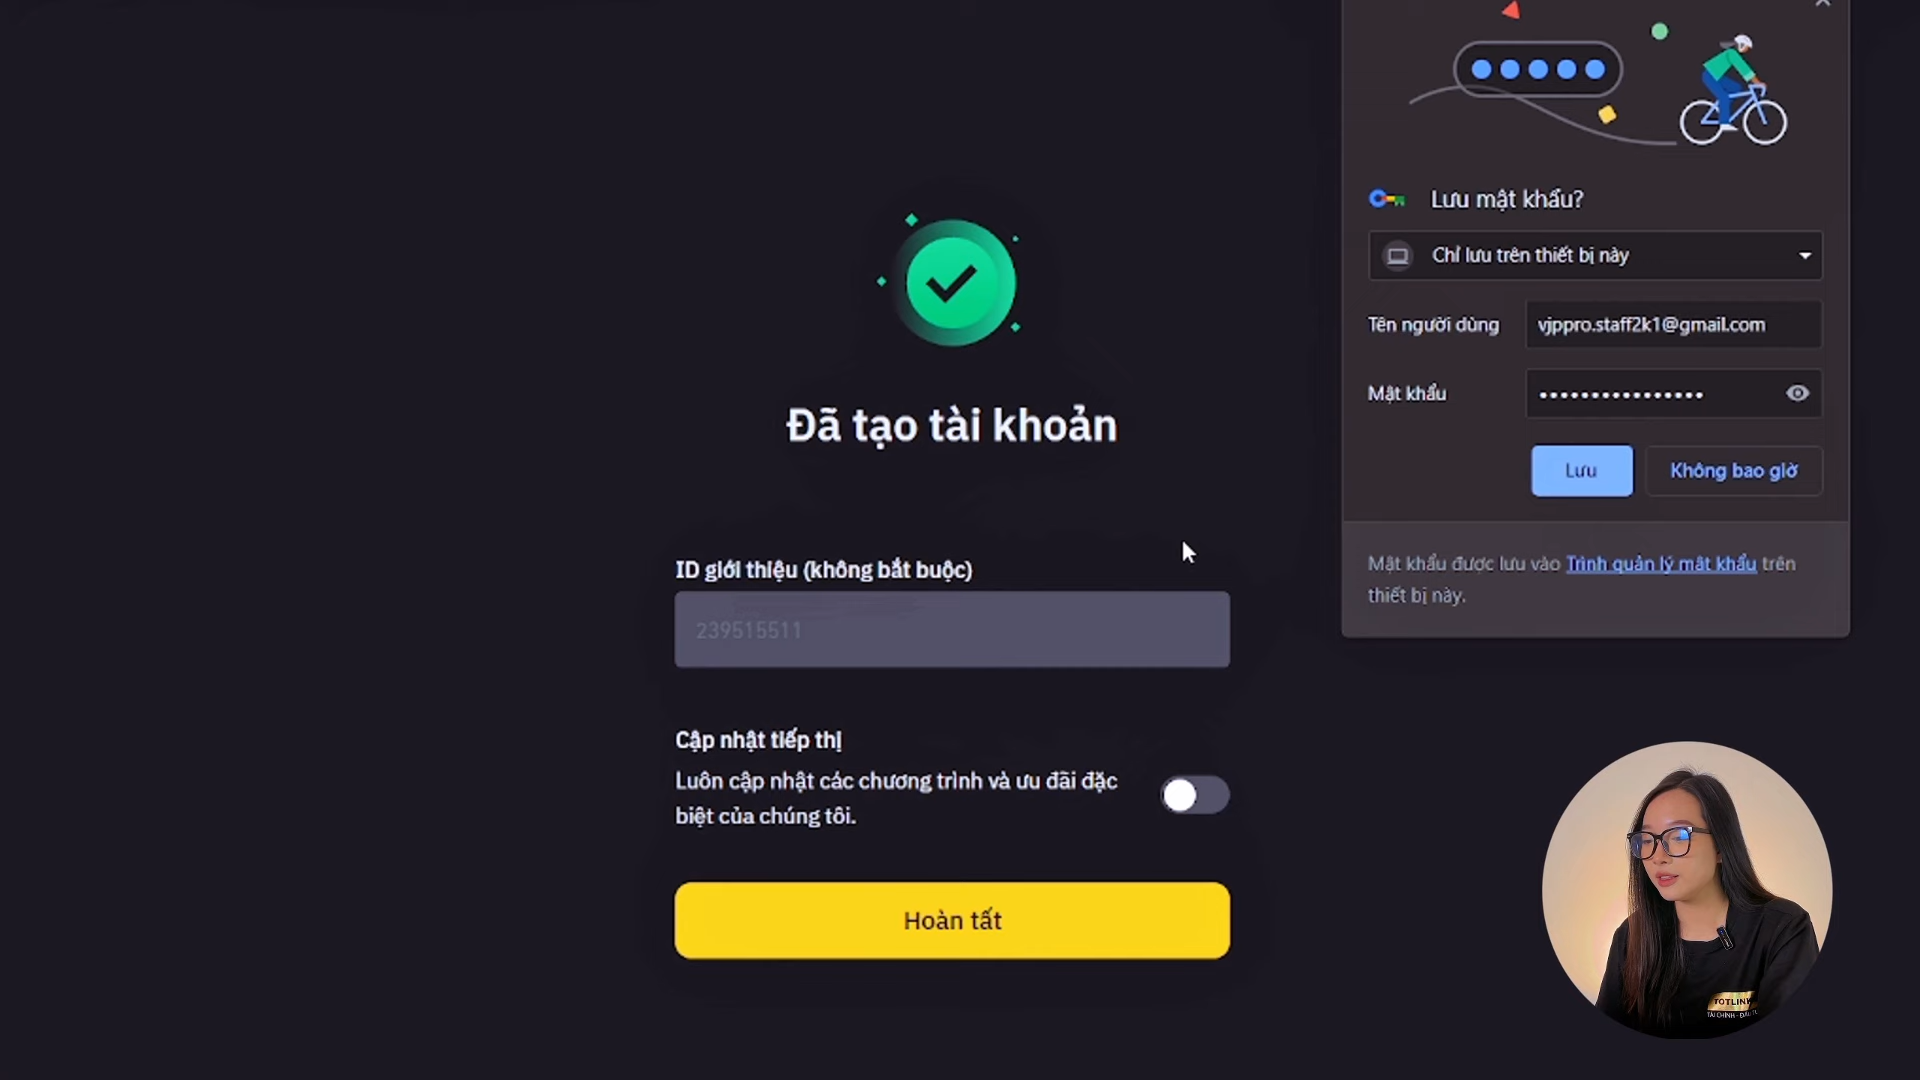 Đã tạo tài khoản
ID giới thiệu (không bắt buộc)
239515511
Cập nhật tiếp thị
Luôn cập nhật các chương trình và ưu đãi đặc
biệt của chúng tôi.
Hoàn tất
Lưu mật khẩu?
Chỉ lưu trên thiết bị này
Tên người dùng
vjppro.staff2k1@gmail.com
Mật khẩu
••••••••••••••••
Lưu
Không bao giờ
Mật khẩu được lưu vào Trình quản lý mật khẩu trên
thiết bị này.
TOTLINK